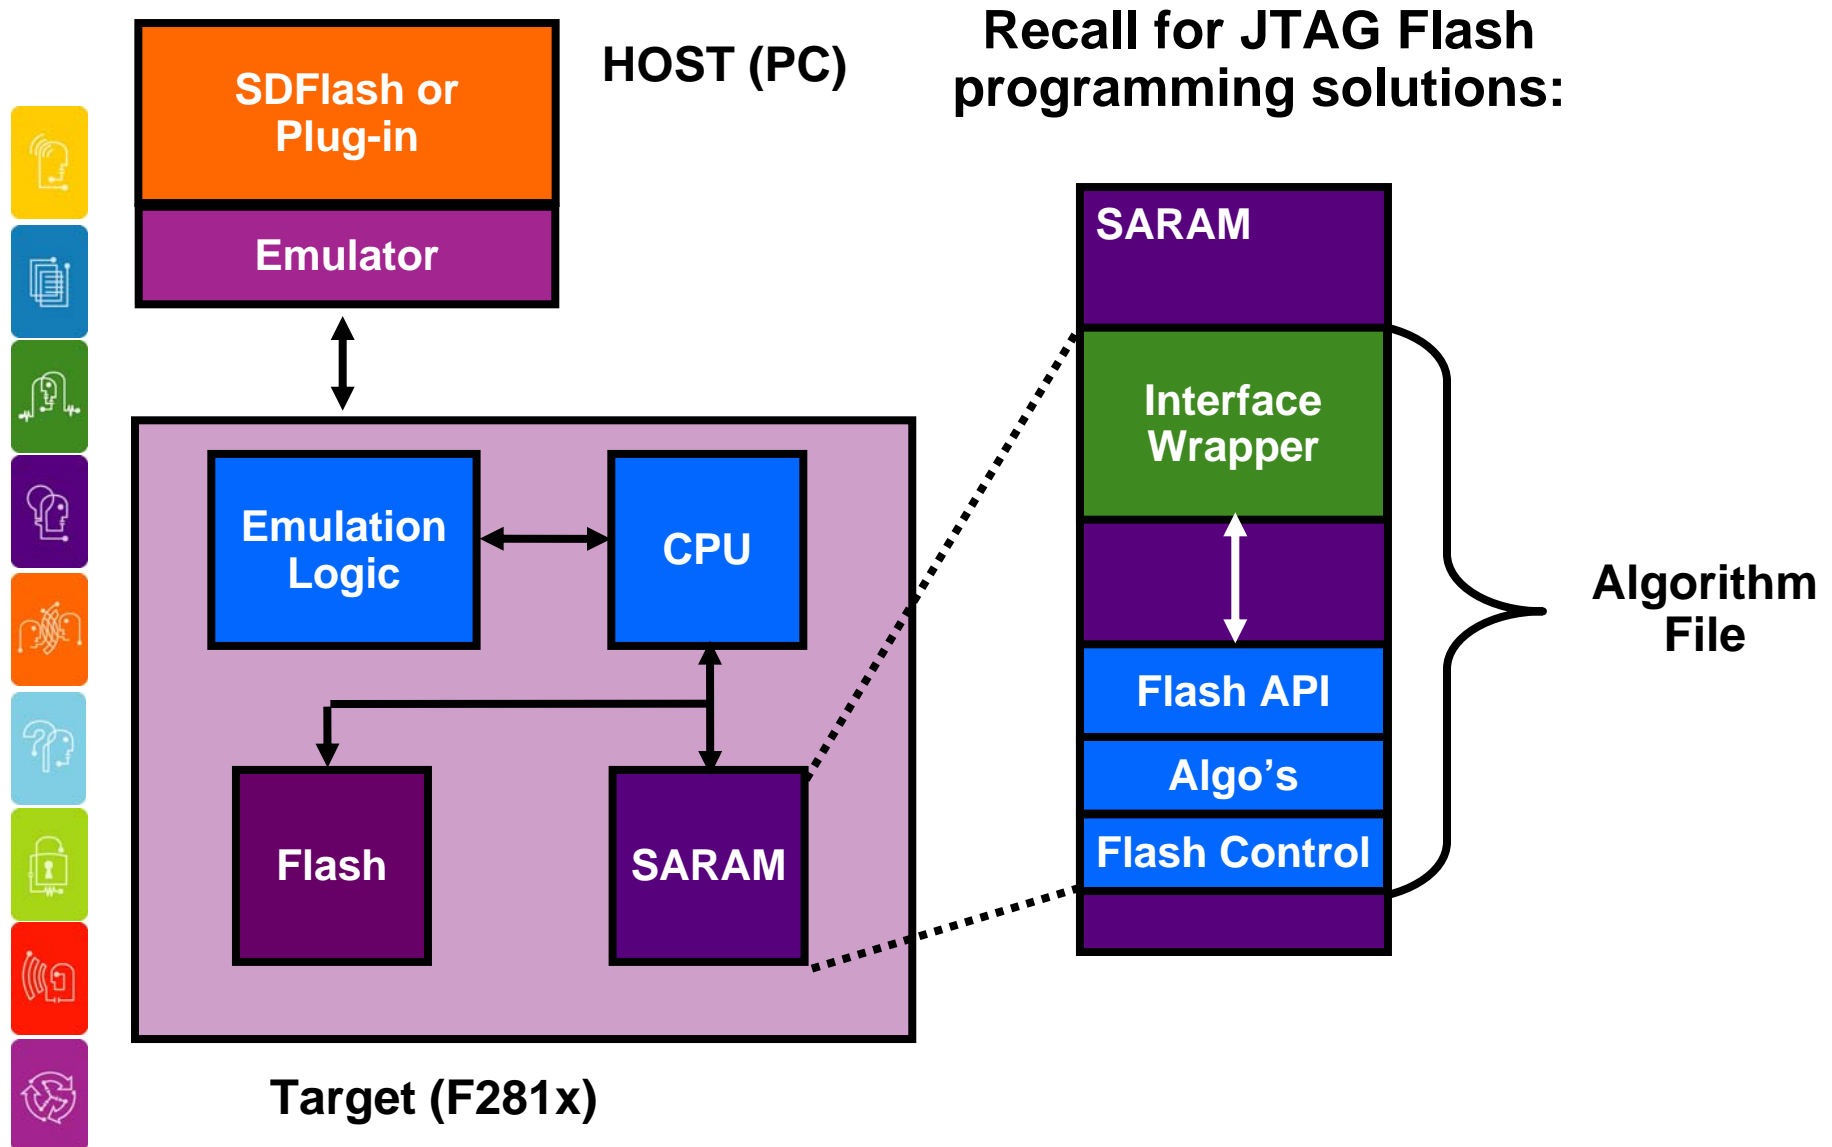 Recall for JTAG Flash
programming solutions:
HOST (PC)
SDFlash or
Plug-in
Emulator
Emulation
Logic
CPU
Flash
SARAM
Target (F281x)
SARAM
Interface
Wrapper
Flash API
Algo's
Flash Control
Algorithm
File